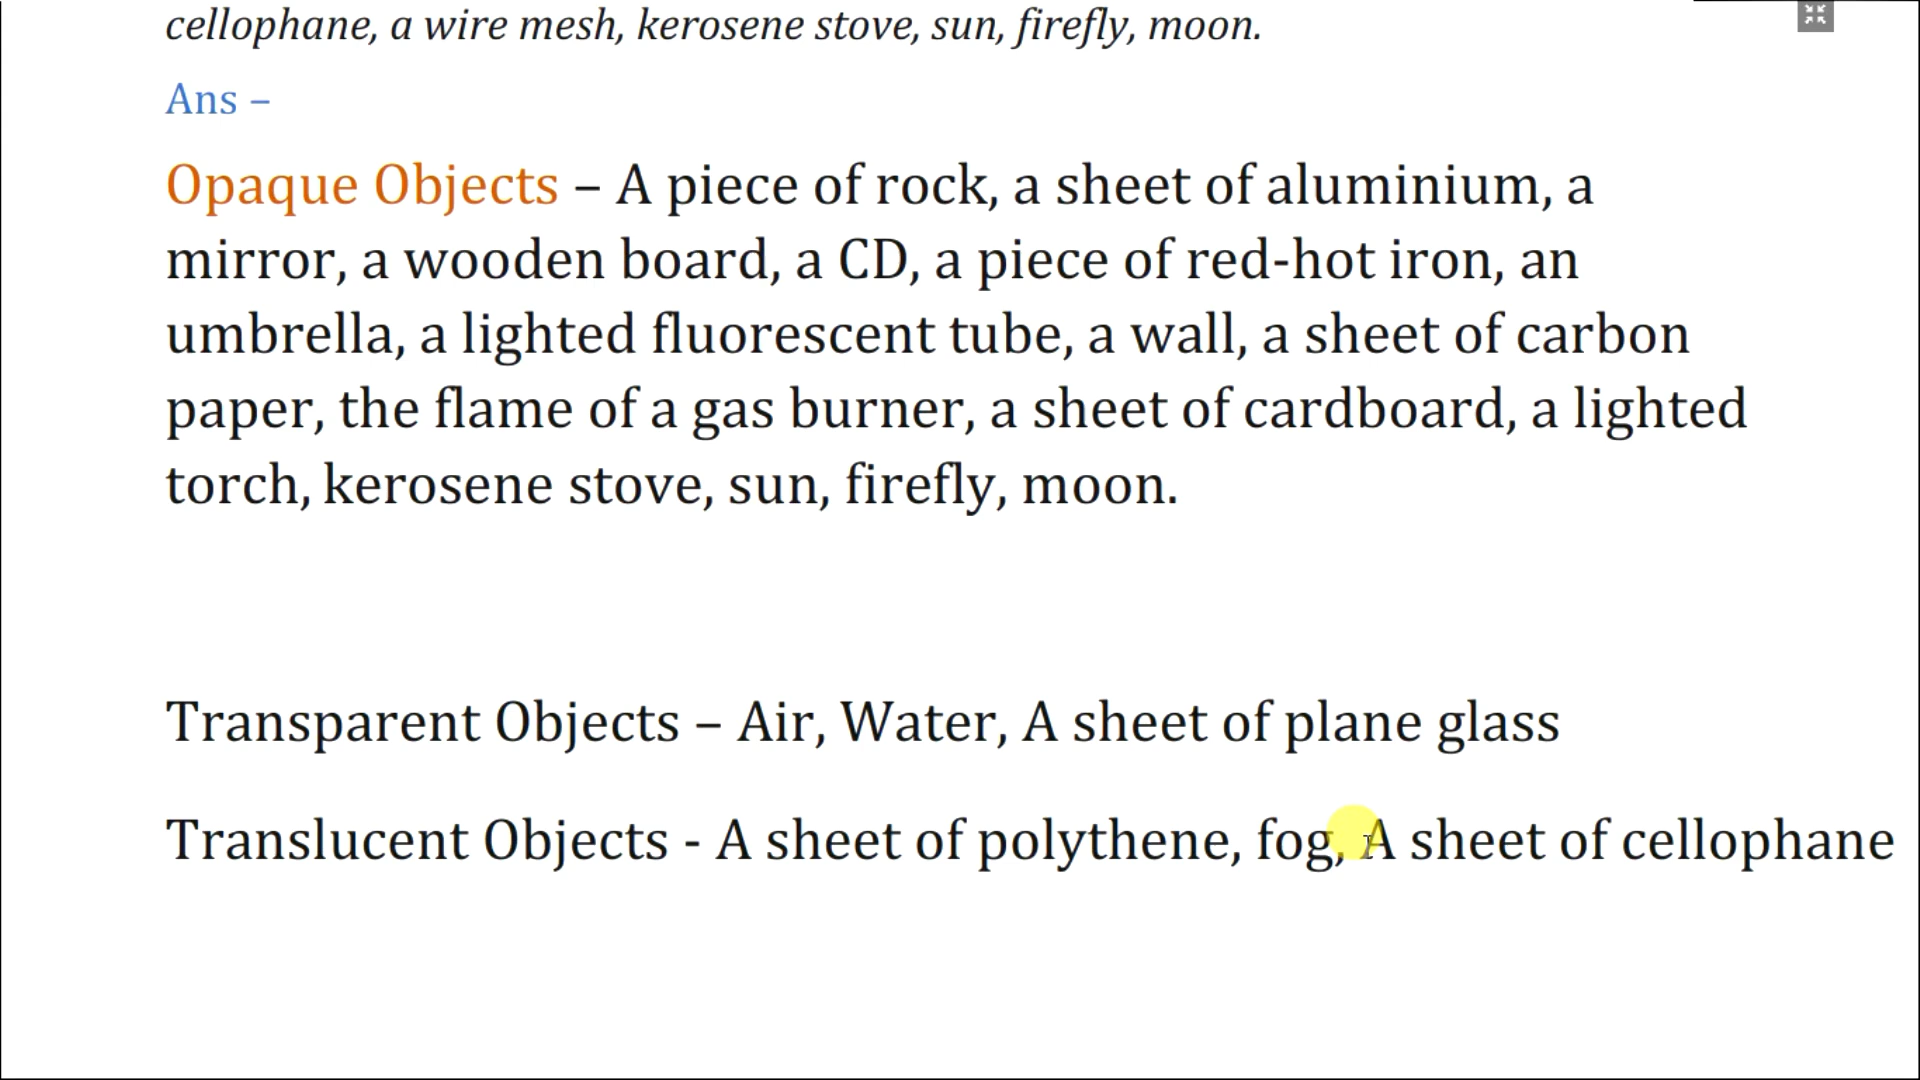 cellophane, a wire mesh, kerosene stove, sun, firefly, moon.
Ans –
Opaque Objects – A piece of rock, a sheet of aluminium, a
mirror, a wooden board, a CD, a piece of red-hot iron, an
umbrella, a lighted fluorescent tube, a wall, a sheet of carbon
paper, the flame of a gas burner, a sheet of cardboard, a lighted
torch, kerosene stove, sun, firefly, moon.
Transparent Objects – Air, Water, A sheet of plane glass
Translucent Objects - A sheet of polythene, fog, A sheet of cellophane